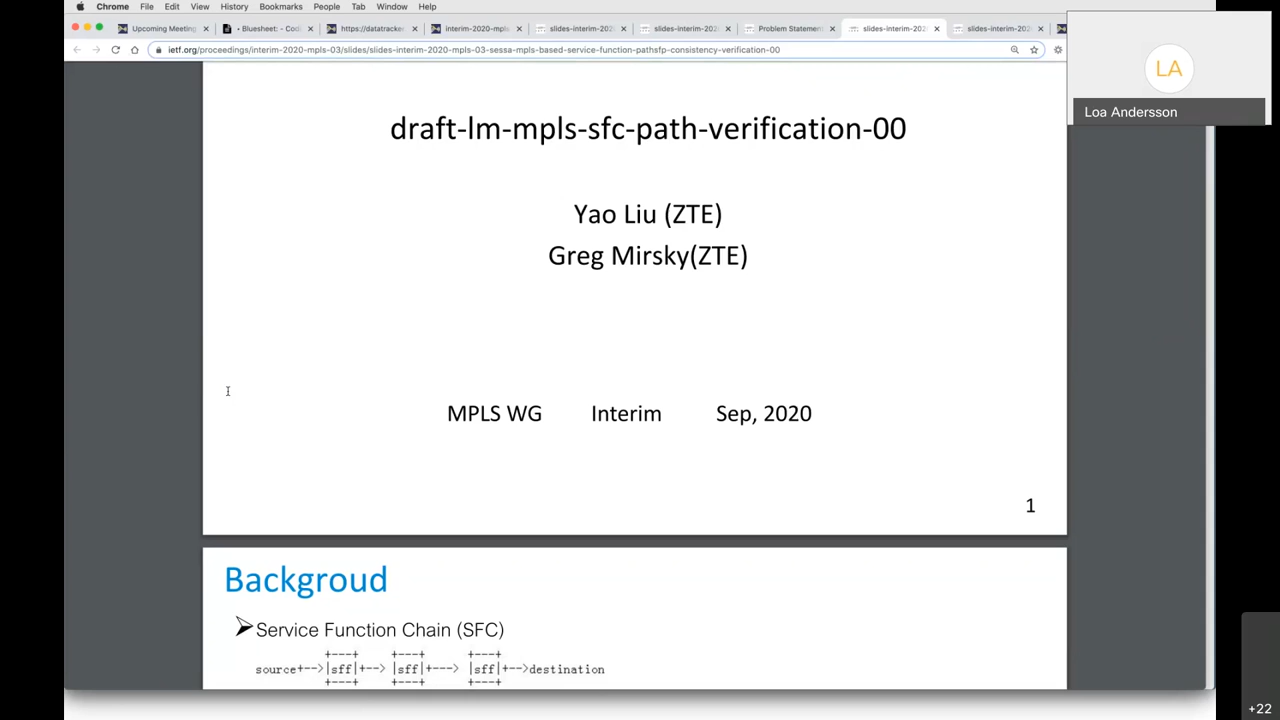 Chrome File Edit View History Bookmarks People Tab Window Help
Upcoming Meeting
• Bluesheet: - Codi
https://datatracker
interim-2020-mpls
slides-interim-202
slides-interim-202
Problem Statement
slides-interim-202
slides-interim-202
ietf.org/proceedings/interim-2020-mpls-03/slides/slides-interim-2020-mpls-03-sessa-mpls-based-service-function-pathsfp-consistency-verification-00
LA
Loa Andersson
draft-lm-mpls-sfc-path-verification-00
Yao Liu (ZTE)
Greg Mirsky(ZTE)
MPLS WG Interim Sep, 2020
1
Backgroud
Service Function Chain (SFC)
+---+ +---+ +---+
source+-->|sff|+--> |sff|+---> |sff|+-->destination
+---+ +---+ +---+
+22